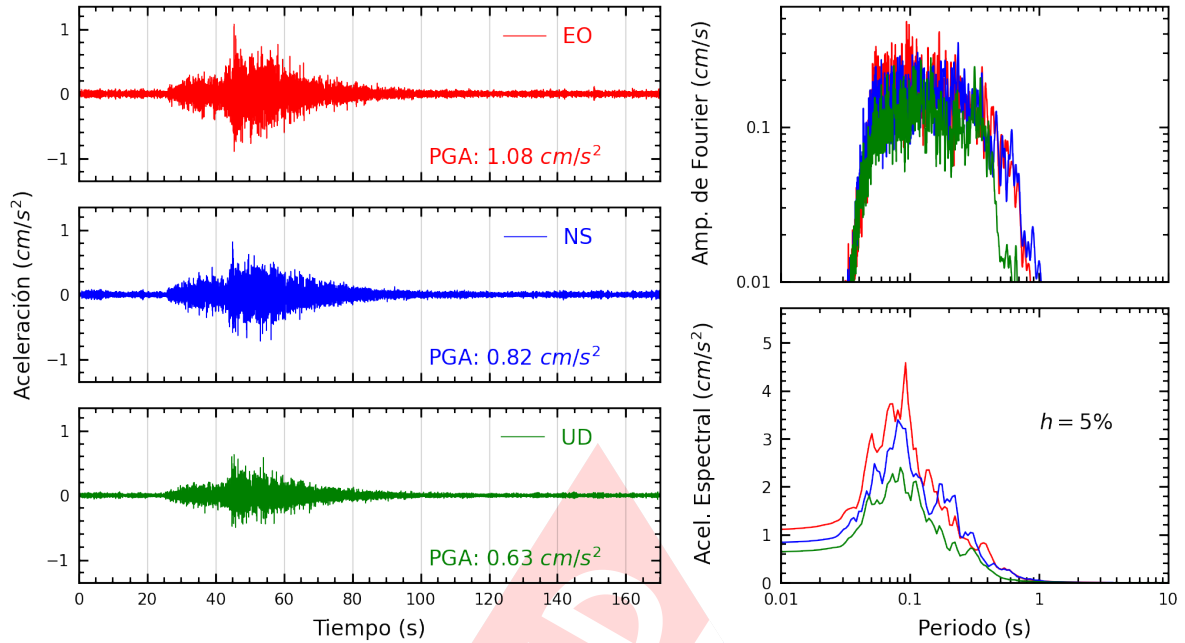 Aceleración (cm/s²)
1
0
−1
EO
PGA: 1.08 cm/s²
1
0
−1
NS
PGA: 0.82 cm/s²
1
0
−1
UD
PGA: 0.63 cm/s²
0 20 40 60 80 100 120 140 160
Tiempo (s)
Amp. de Fourier (cm/s)
0.1
0.01
Acel. Espectral (cm/s²)
5
4
3
2
1
0
h = 5%
0.01 0.1 1 10
Periodo (s)